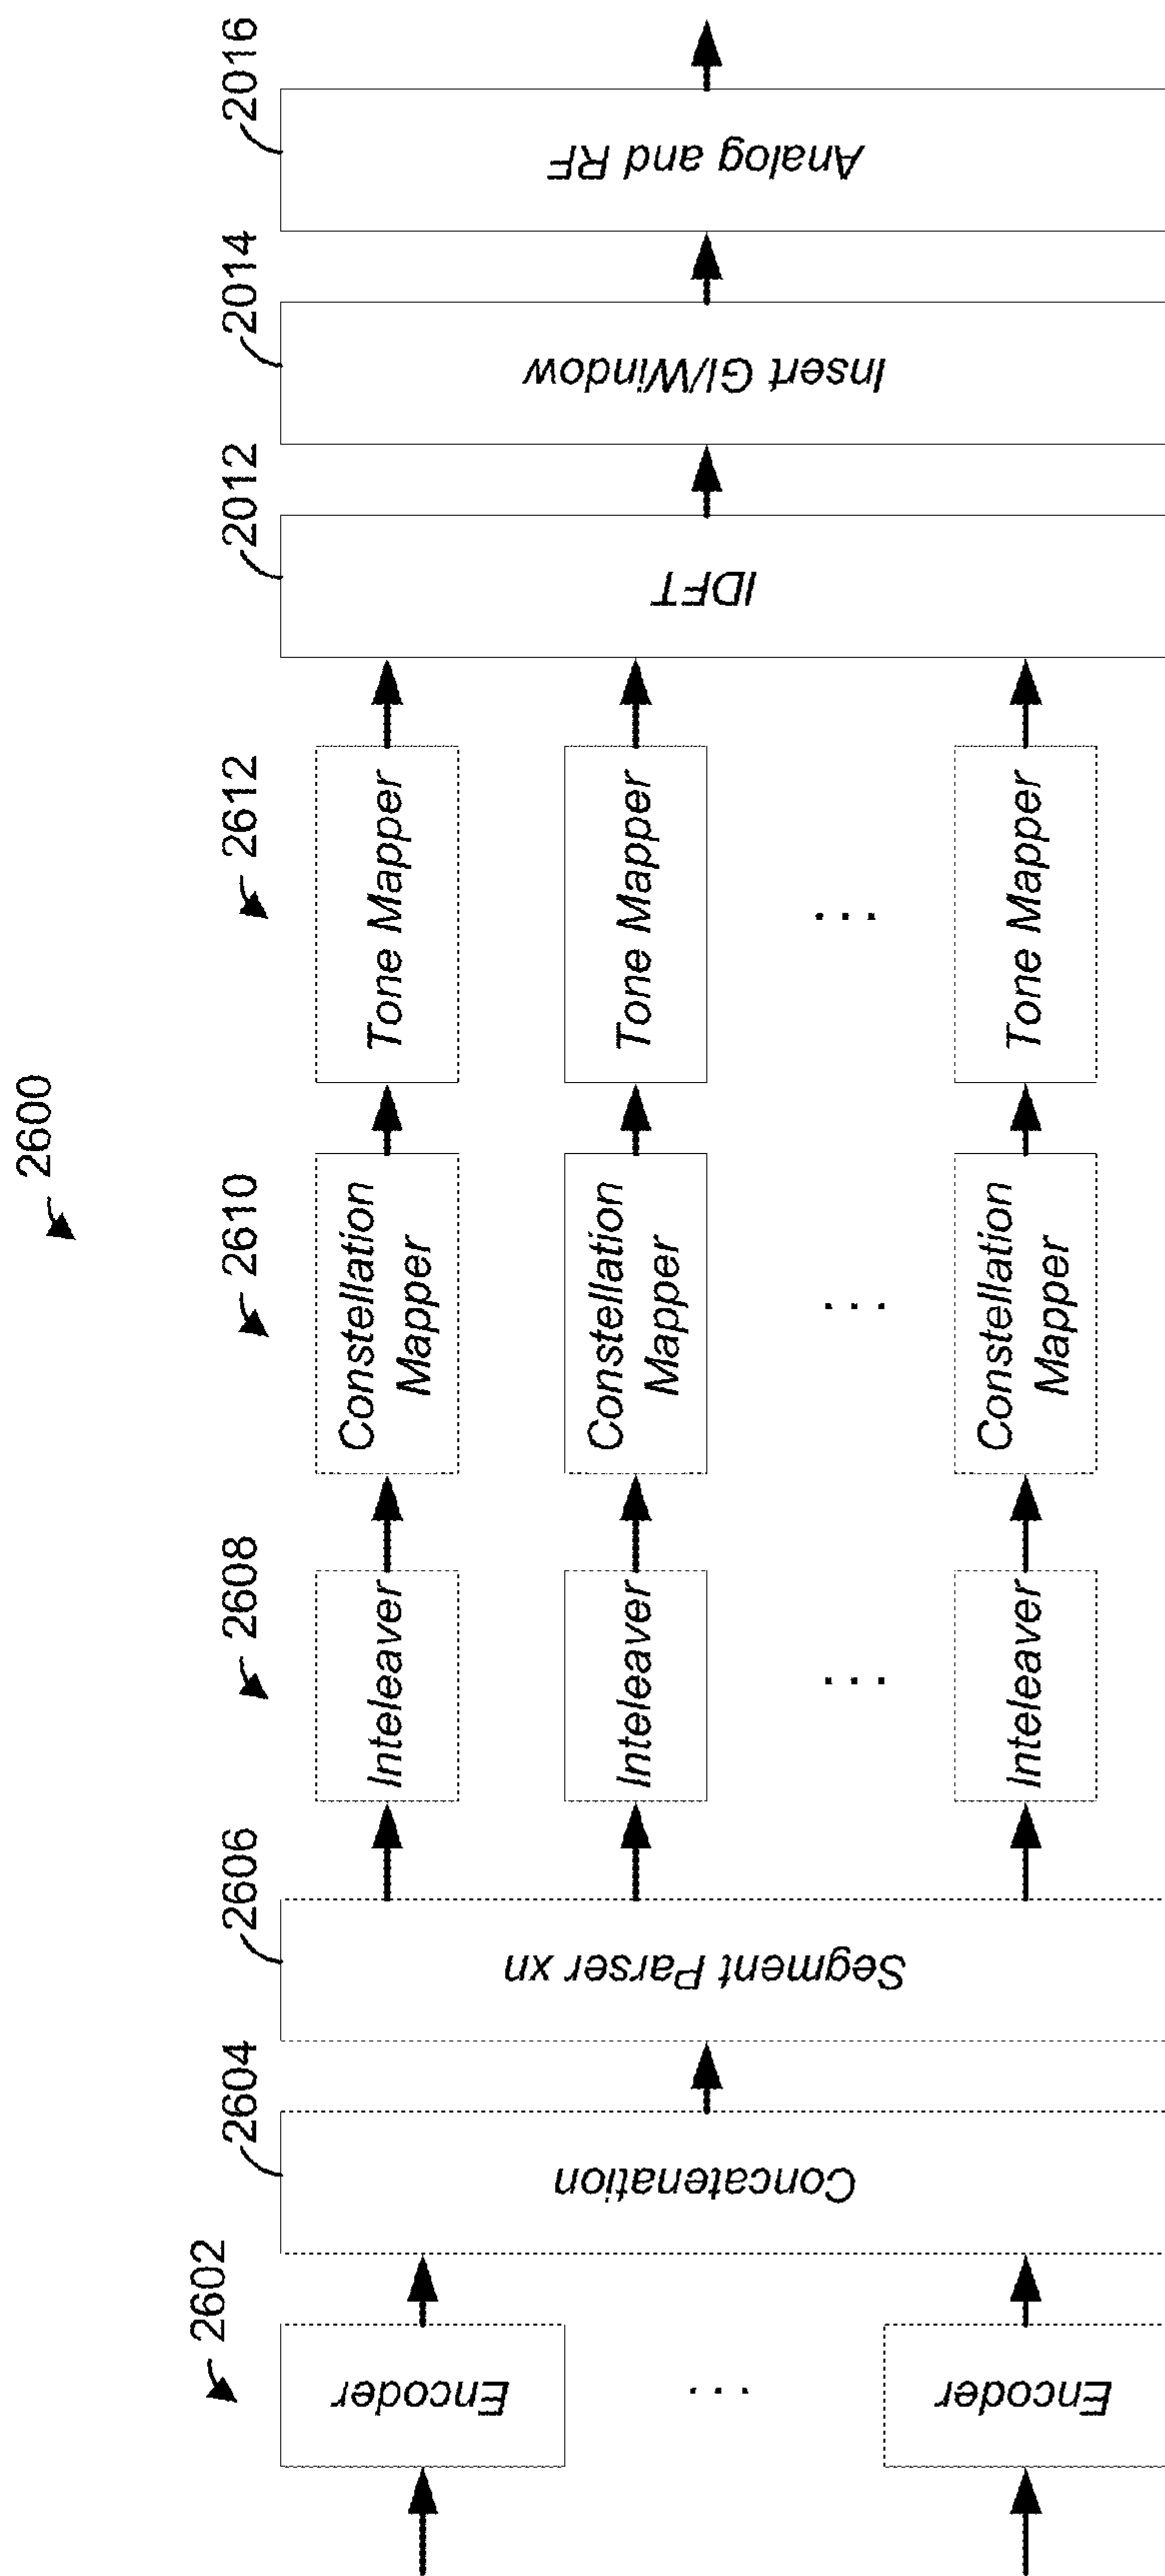 2600
2602
2604
2606
2608
2610
2612
2012
2014
2016
Encoder
...
Encoder
Concatenation
Segment Parser xn
Inteleaver
Inteleaver
...
Inteleaver
Constellation
Mapper
Constellation
Mapper
...
Constellation
Mapper
Tone Mapper
Tone Mapper
...
Tone Mapper
IDFT
Insert GI/Window
Analog and RF